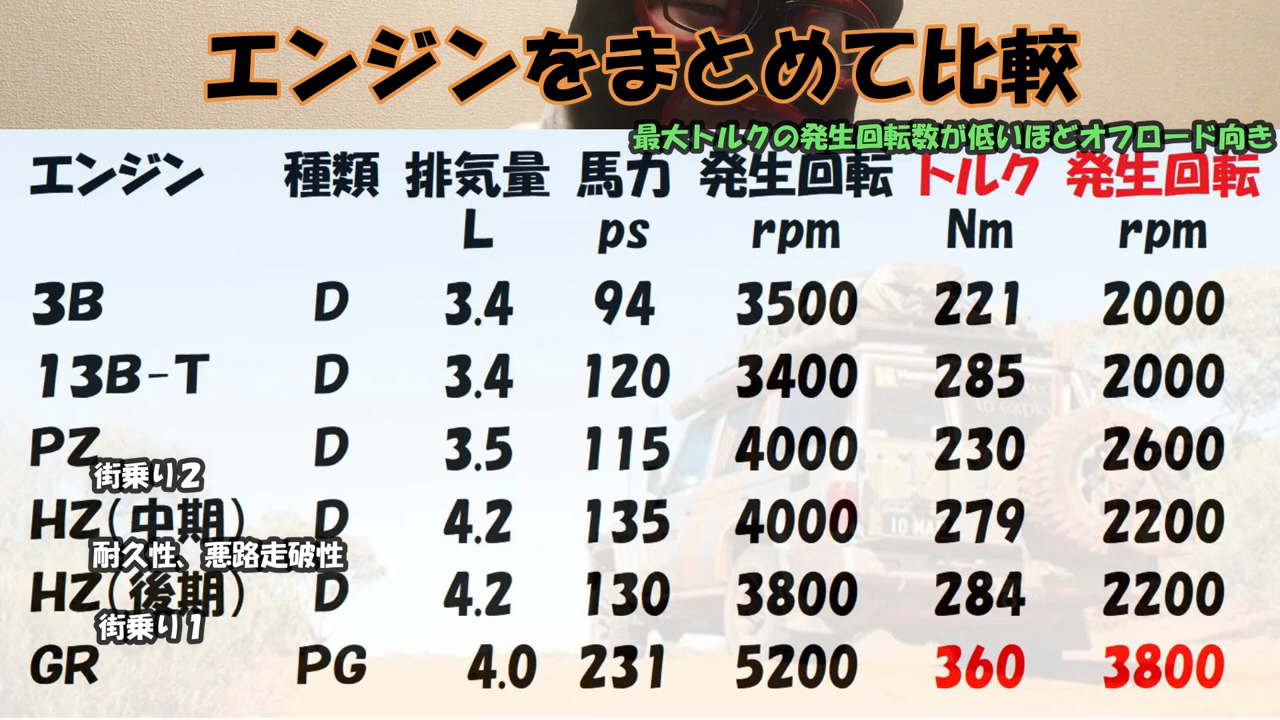 エンジンをまとめて比較
最大トルクの発生回転数が低いほどオフロード向き
エンジン 種類 排気量 馬力 発生回転 トルク 発生回転
L ps rpm Nm rpm
3B D 3.4 94 3500 221 2000
13B-T D 3.4 120 3400 285 2000
PZ D 3.5 115 4000 230 2600
街乗り2
HZ(中期) D 4.2 135 4000 279 2200
耐久性、悪路走破性
HZ(後期) D 4.2 130 3800 284 2200
街乗り1
GR PG 4.0 231 5200 360 3800